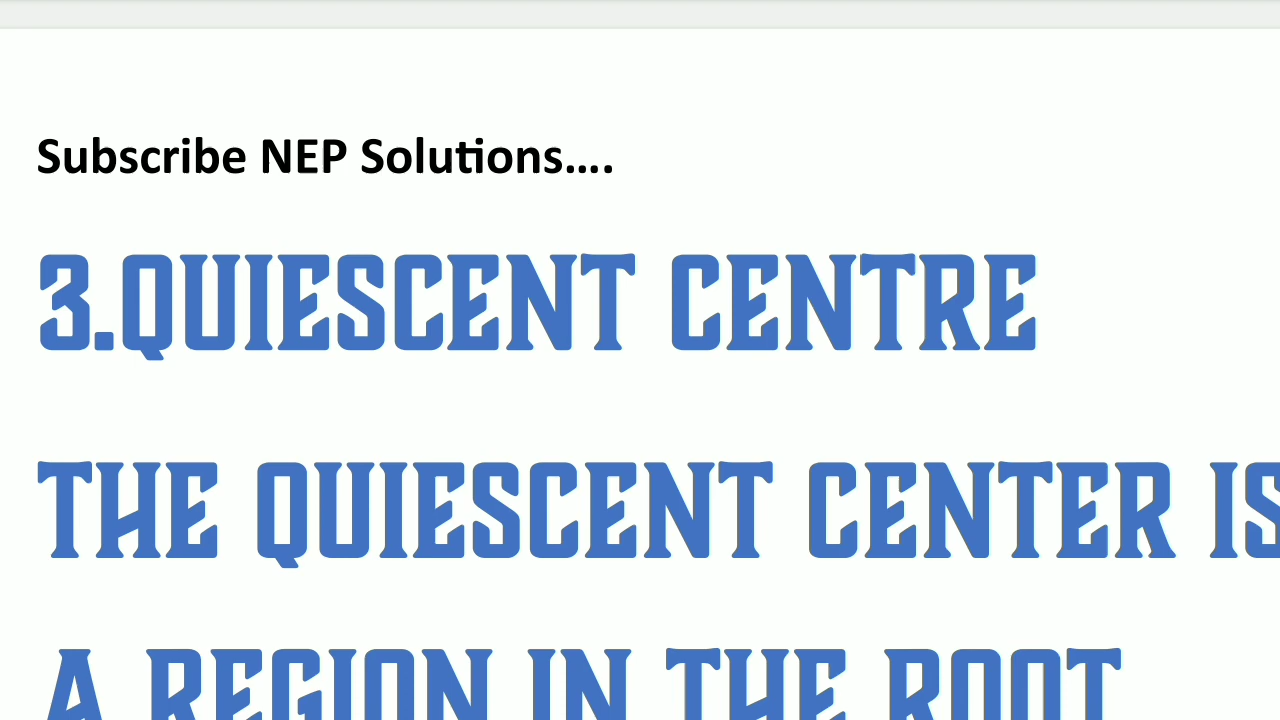 Subscribe NEP Solutions....
3.QUIESCENT CENTRE
THE QUIESCENT CENTER IS
A REGION IN THE ROOT